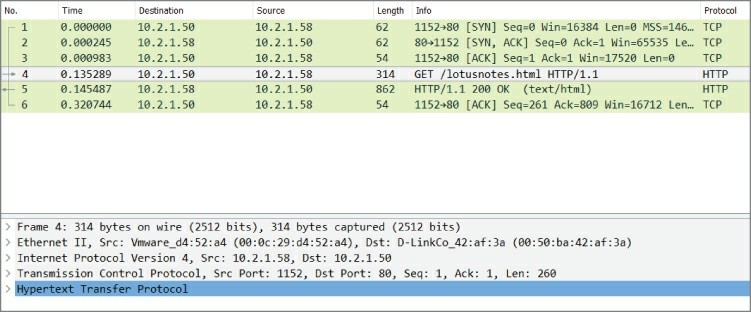 No. Time Destination Source Length Info Protocol
1 0.000000 10.2.1.50 10.2.1.58 62 1152→80 [SYN] Seq=0 Win=16384 Len=0 MSS=146… TCP
2 0.000245 10.2.1.58 10.2.1.50 62 80→1152 [SYN, ACK] Seq=0 Ack=1 Win=65535 Le… TCP
3 0.000983 10.2.1.50 10.2.1.58 54 1152→80 [ACK] Seq=1 Ack=1 Win=17520 Len=0 TCP
4 0.135289 10.2.1.50 10.2.1.58 314 GET /lotusnotes.html HTTP/1.1 HTTP
5 0.145487 10.2.1.58 10.2.1.50 862 HTTP/1.1 200 OK (text/html) HTTP
6 0.320744 10.2.1.50 10.2.1.58 54 1152→80 [ACK] Seq=261 Ack=809 Win=16712 Len… TCP
> Frame 4: 314 bytes on wire (2512 bits), 314 bytes captured (2512 bits)
> Ethernet II, Src: Vmware_d4:52:a4 (00:0c:29:d4:52:a4), Dst: D-LinkCo_42:af:3a (00:50:ba:42:af:3a)
> Internet Protocol Version 4, Src: 10.2.1.58, Dst: 10.2.1.50
> Transmission Control Protocol, Src Port: 1152, Dst Port: 80, Seq: 1, Ack: 1, Len: 260
> Hypertext Transfer Protocol